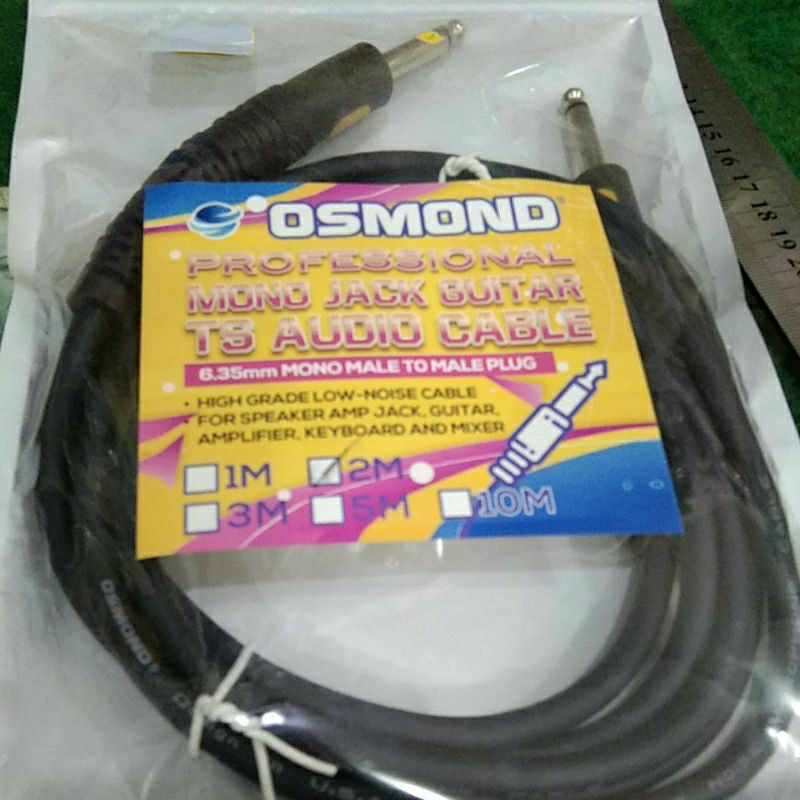 OSMOND®
PROFESSIONAL
MONO JACK GUITAR
TS AUDIO CABLE
6.35mm MONO MALE TO MALE PLUG
• HIGH GRADE LOW-NOISE CABLE
• FOR SPEAKER AMP JACK, GUITAR,
AMPLIFIER, KEYBOARD AND MIXER
1M 2M
3M 5M 10M
OSMOND
14 15 16 17 18 19